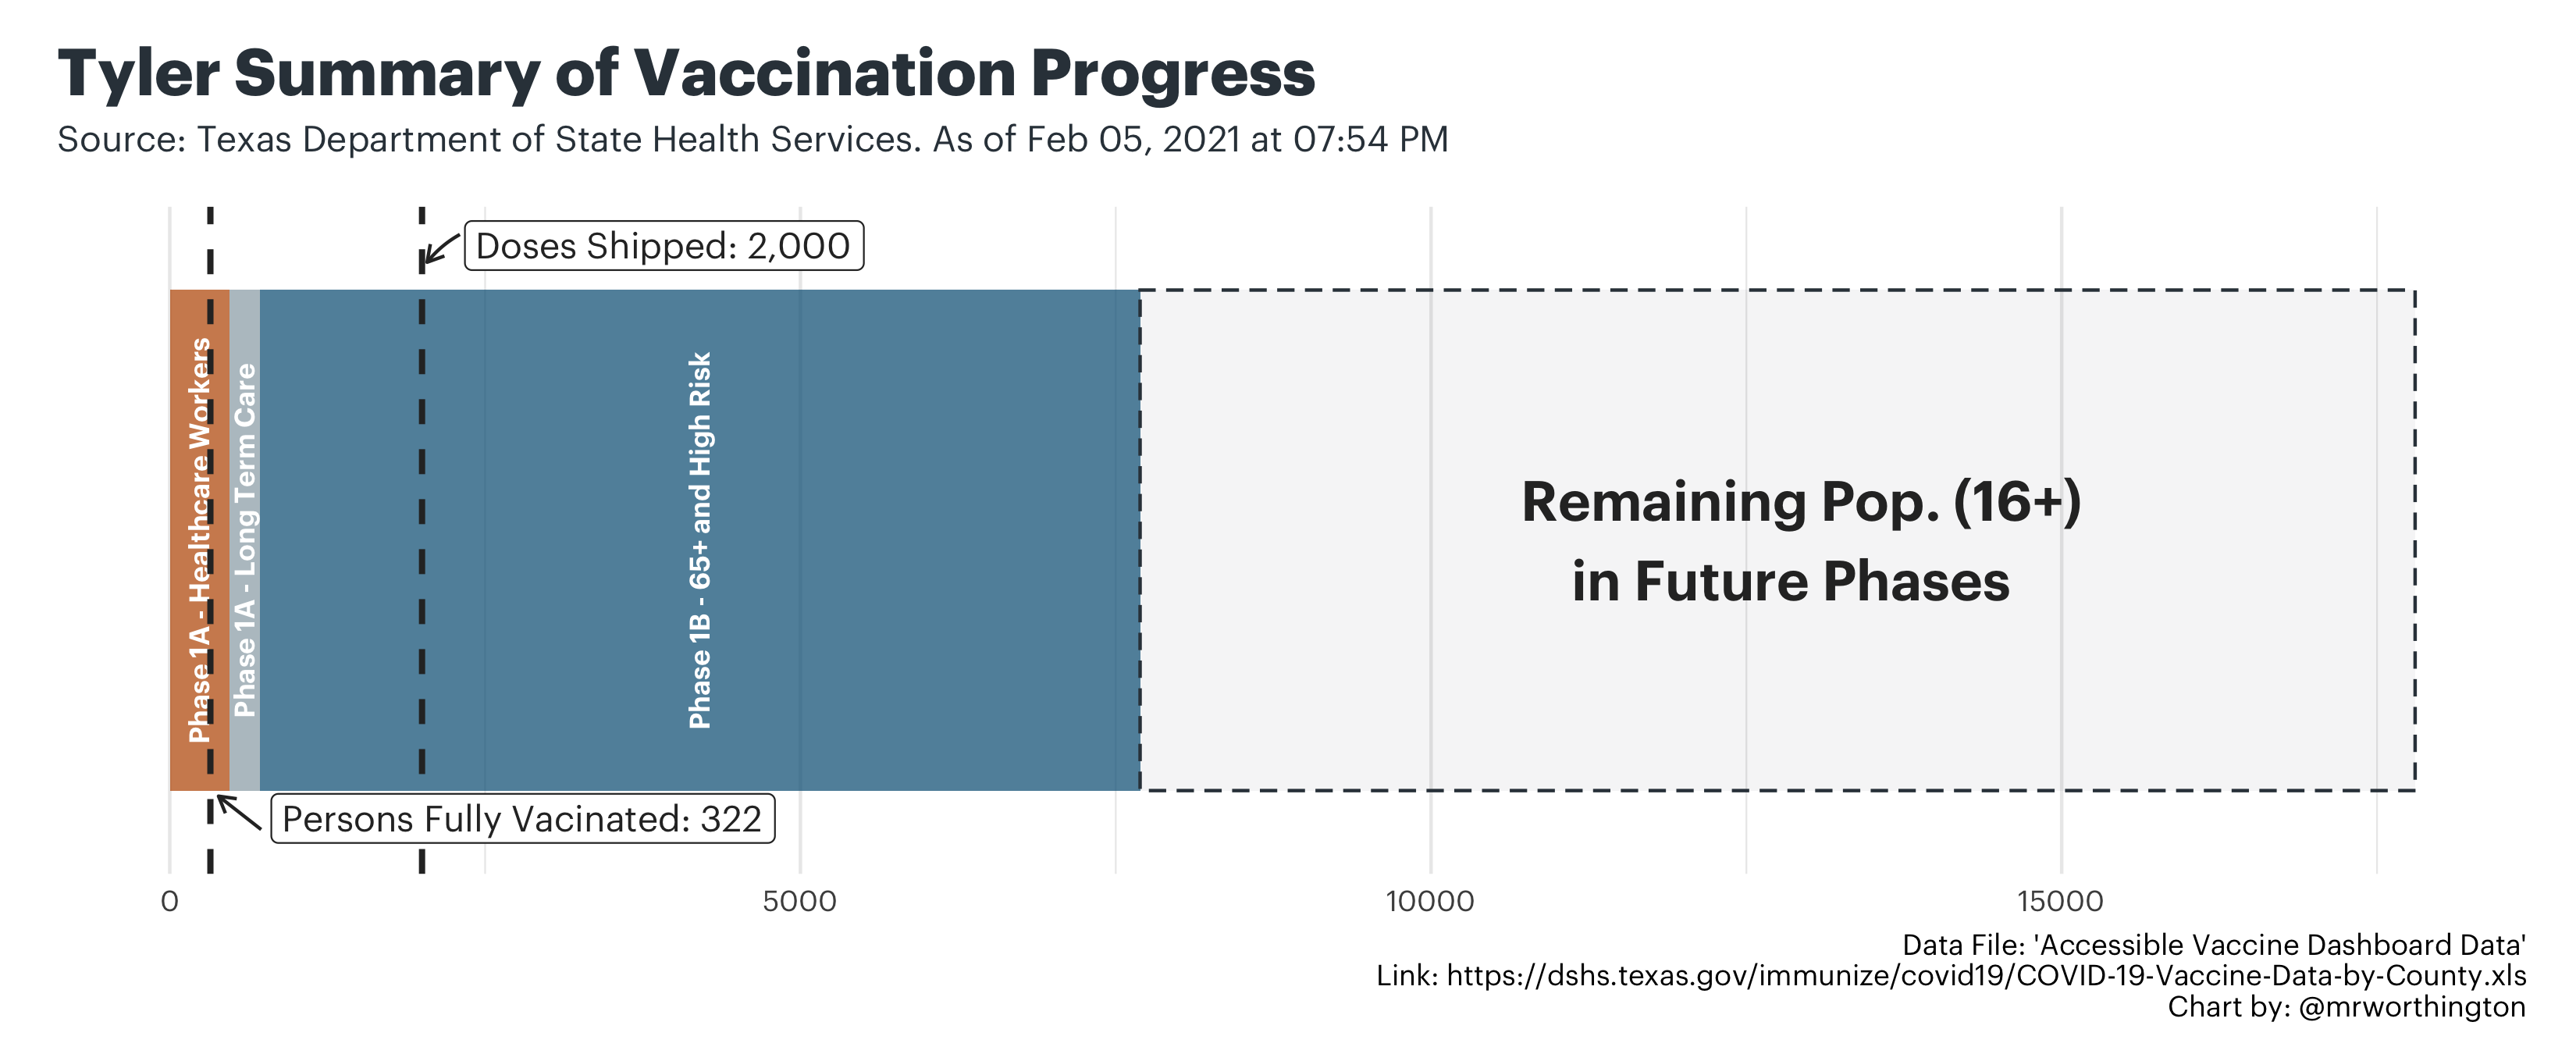 Tyler Summary of Vaccination Progress
Source: Texas Department of State Health Services. As of Feb 05, 2021 at 07:54 PM
Doses Shipped: 2,000
Phase 1A - Healthcare Workers
Phase 1A - Long Term Care
Phase 1B - 65+ and High Risk
Remaining Pop. (16+)
in Future Phases
Persons Fully Vacinated: 322
0
5000
10000
15000
Data File: 'Accessible Vaccine Dashboard Data'
Link: https://dshs.texas.gov/immunize/covid19/COVID-19-Vaccine-Data-by-County.xls
Chart by: @mrworthington